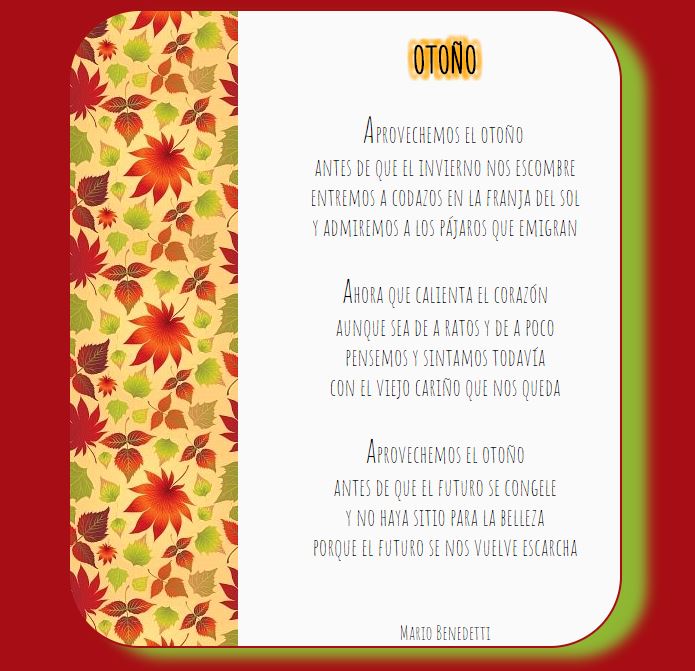 OTOÑO
APROVECHEMOS EL OTOÑO
ANTES DE QUE EL INVIERNO NOS ESCOMBRE
ENTREMOS A CODAZOS EN LA FRANJA DEL SOL
Y ADMIREMOS A LOS PÁJAROS QUE EMIGRAN
AHORA QUE CALIENTA EL CORAZÓN
AUNQUE SEA DE A RATOS Y DE A POCO
PENSEMOS Y SINTAMOS TODAVÍA
CON EL VIEJO CARIÑO QUE NOS QUEDA
APROVECHEMOS EL OTOÑO
ANTES DE QUE EL FUTURO SE CONGELE
Y NO HAYA SITIO PARA LA BELLEZA
PORQUE EL FUTURO SE NOS VUELVE ESCARCHA
MARIO BENEDETTI